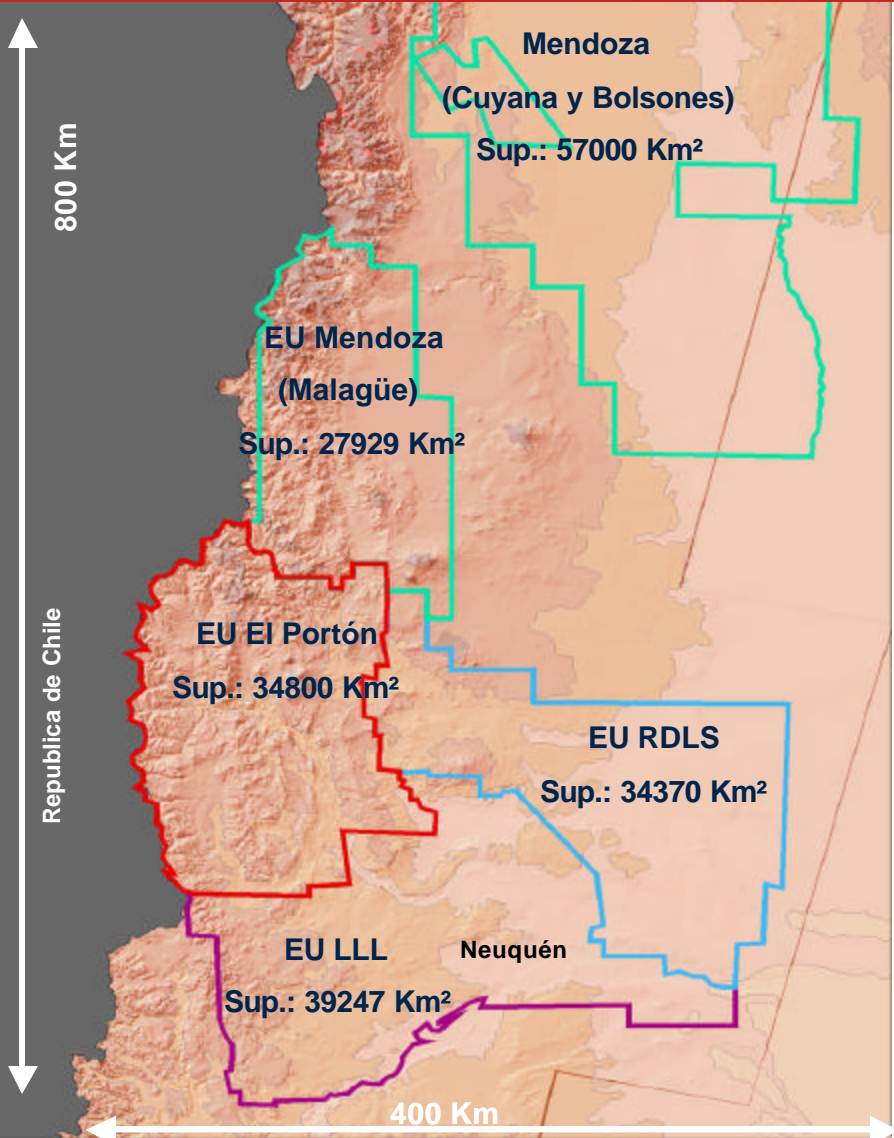 Mendoza
(Cuyana y Bolsones)
Sup.: 57000 Km²
800 Km
EU Mendoza
(Malagüe)
Sup.: 27929 Km²
EU El Portón
Sup.: 34800 Km²
Republica de Chile
EU RDLS
Sup.: 34370 Km²
EU LLL
Neuquén
Sup.: 39247 Km²
400 Km